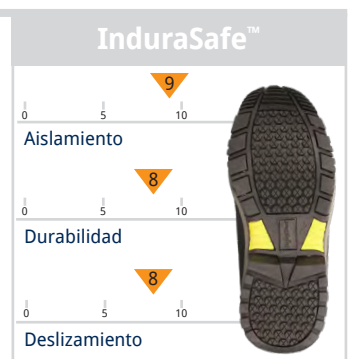 InduraSafe™
9
0 5 10
Aislamiento
8
0 5 10
Durabilidad
8
0 5 10
Deslizamiento